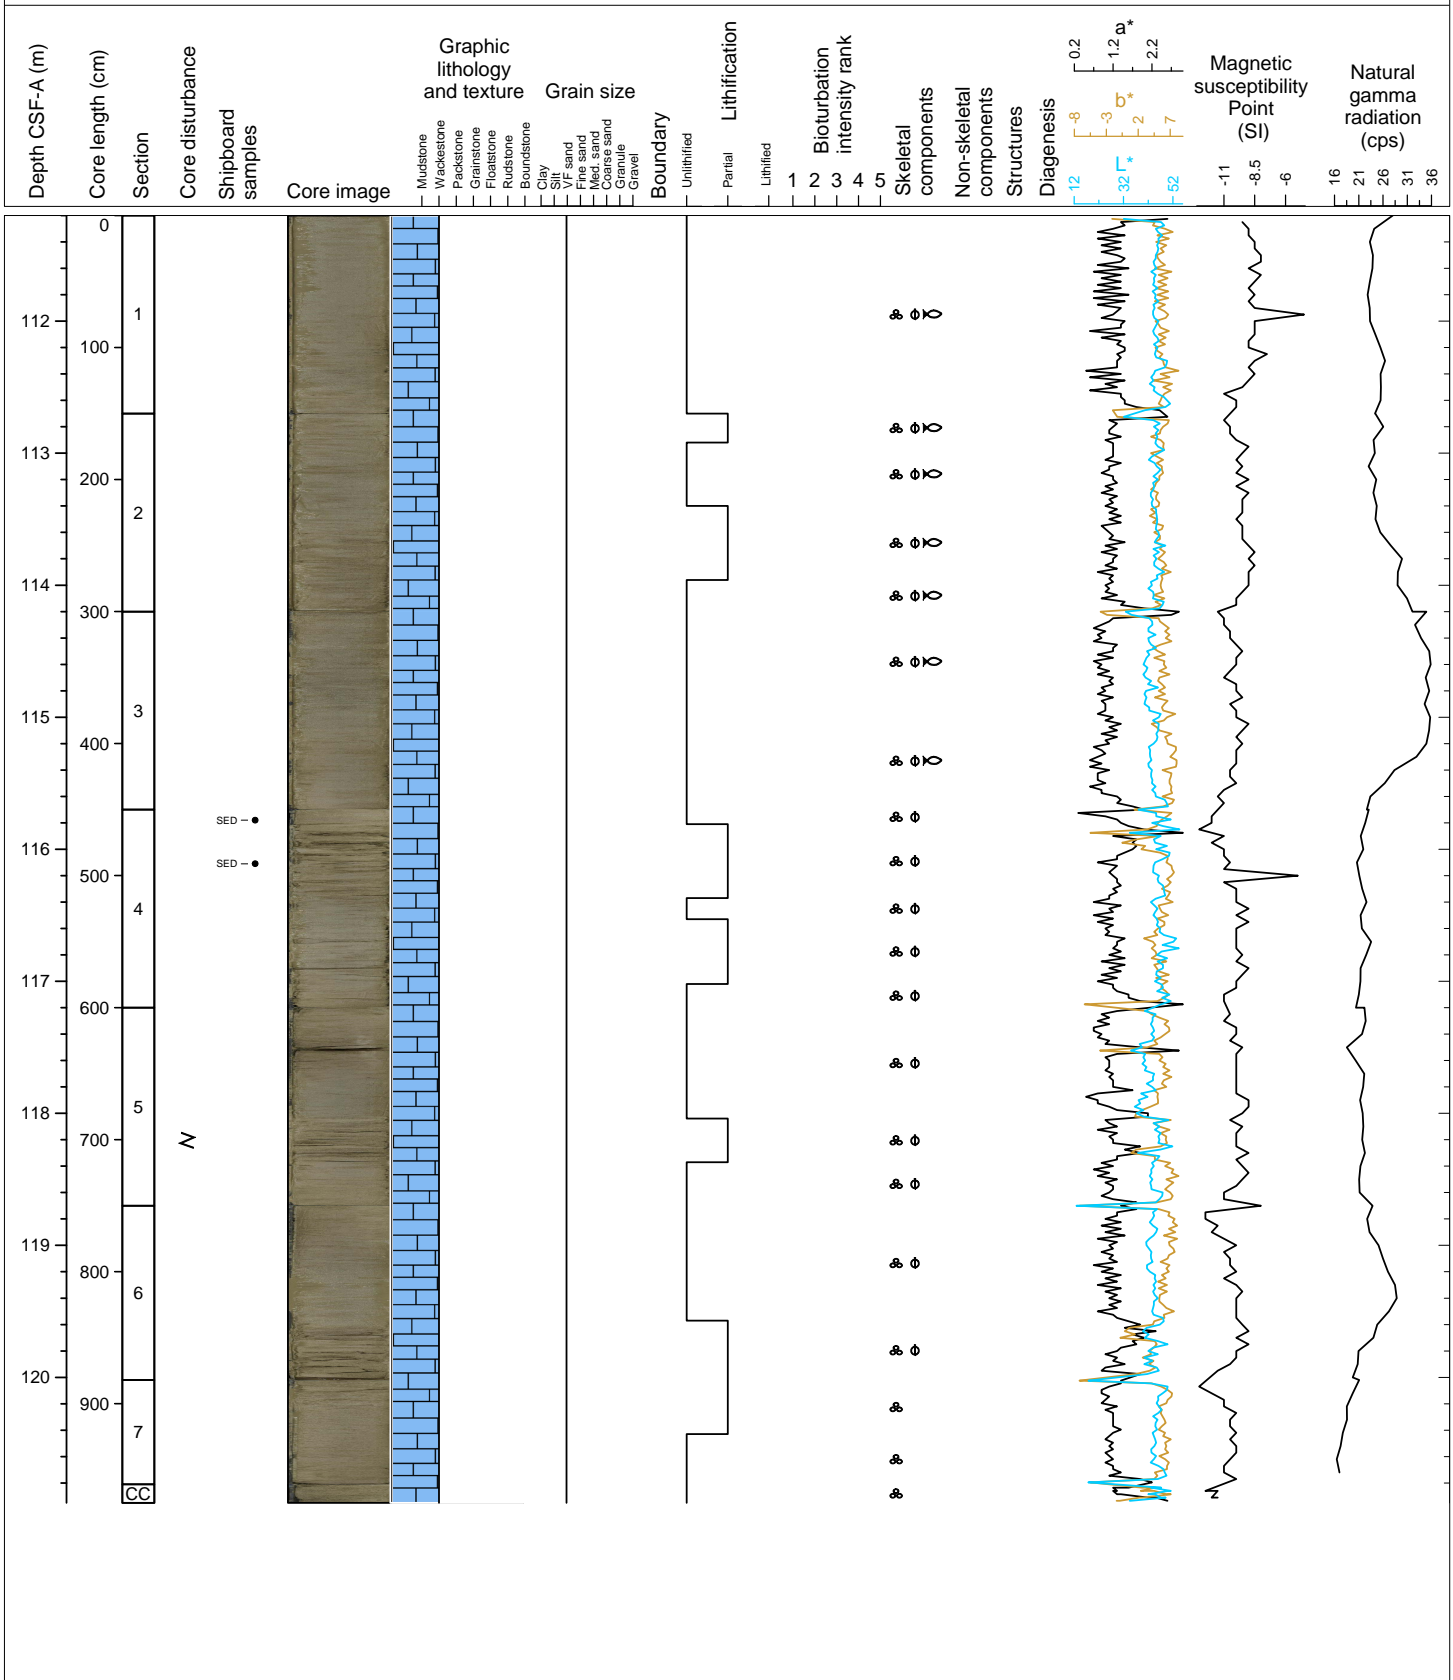 Depth CSF-A (m)
Core length (cm)
Section
Core disturbance
Shipboard
samples
Core image
Graphic
lithology
and texture
Mudstone
Wackestone
Packstone
Grainstone
Floatstone
Rudstone
Boundstone
Grain size
Clay
Silt
VF sand
Fine sand
Med. sand
Coarse sand
Granule
Gravel
Boundary
Lithification
Unlithified
Partial
Lithified
Bioturbation
intensity rank
1 2 3 4 5
Skeletal
components
Non-skeletal
components
Structures
Diagenesis
a*
0.2 1.2 2.2
b*
-8 -3 2 7
L*
12 32 52
Magnetic
susceptibility
Point
(SI)
-11 -8.5 -6
Natural
gamma
radiation
(cps)
16 21 26 31 36
0
1
112
100
113
200
2
114
300
3
115
400
SED
116
SED
500
4
117
600
5
118
700
119
800
6
120
900
7
CC